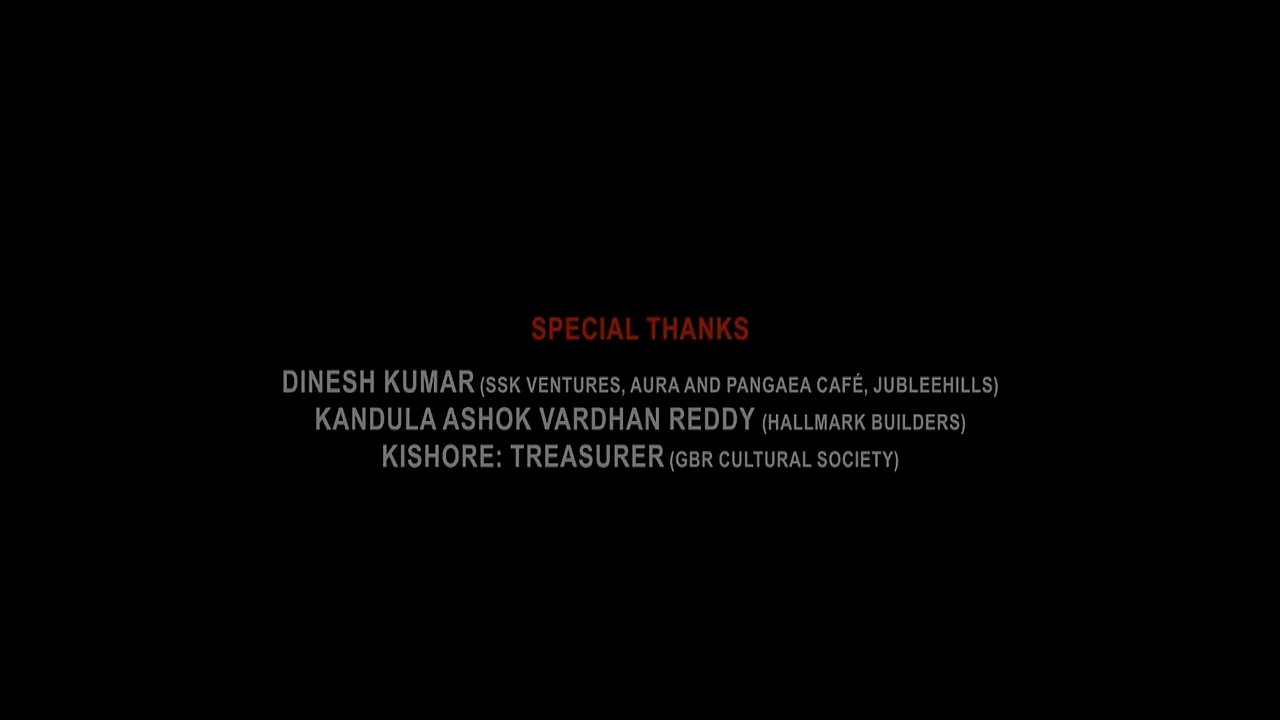 SPECIAL THANKS
DINESH KUMAR (SSK VENTURES, AURA AND PANGAEA CAFÉ, JUBLEEHILLS)
KANDULA ASHOK VARDHAN REDDY (HALLMARK BUILDERS)
KISHORE: TREASURER (GBR CULTURAL SOCIETY)